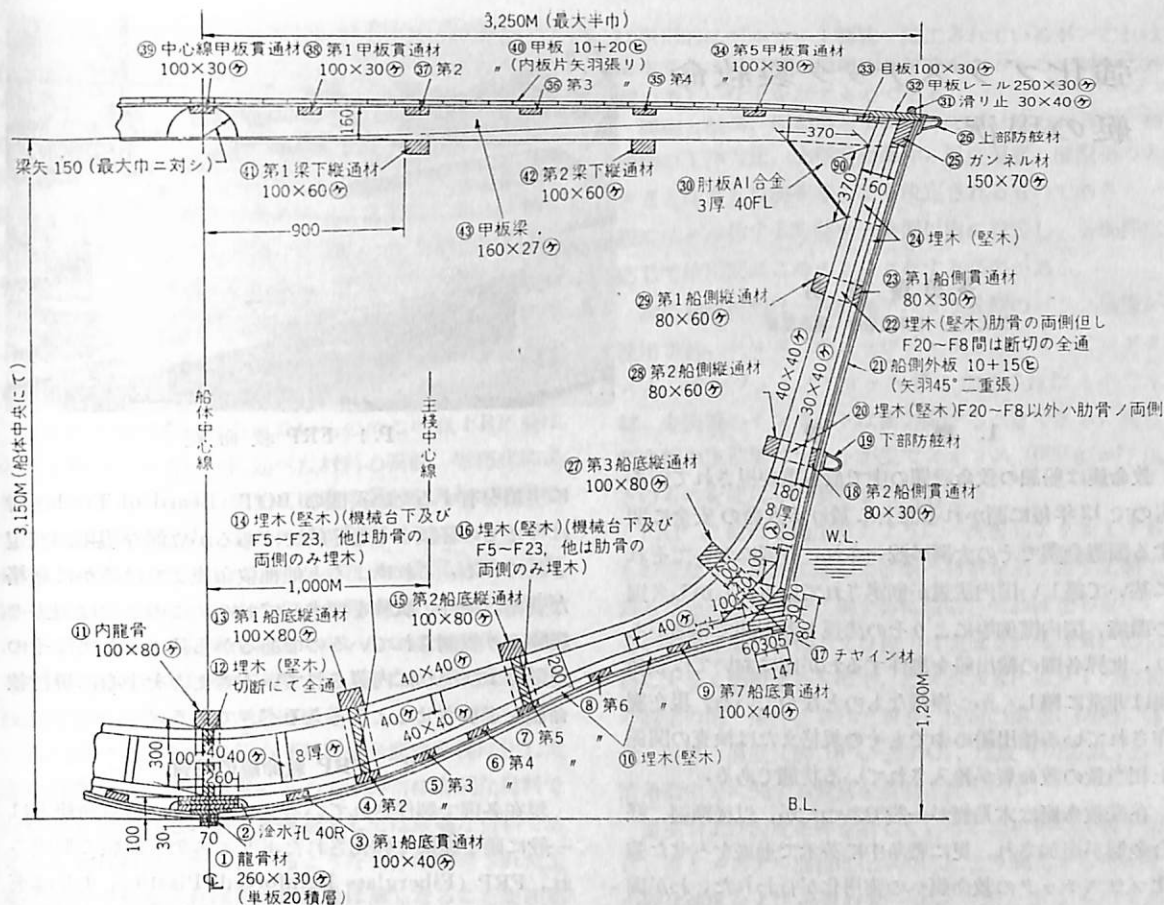 3,250M (最大半巾)
㊴ 中心線甲板貫通材
100×30㋘
㊳ 第1甲板貫通材
100×30㋘
㊲ 第2 〃
㊵ 甲板 10+20㋪
(内板片矢羽張リ)
㊱ 第3 〃
㉟ 第4 〃
㉞ 第5甲板貫通材
100×30㋘
㉝ 目板100×30㋘
㉜ 甲板レール250×30㋘
㉛ 滑リ止 30×40㋘
㉖ 上部防舷材
㉕ ガンネル材
150×70㋘
160
梁矢150 (最大巾ニ対シ)
㊶ 第1梁下縦通材
100×60㋘
㊷ 第2梁下縦通材
100×60㋘
900
㊸ 甲板梁
160×27㋘
㉚ 肘板Al合金
3厚 40FL
370
370
50
160
㉔ 埋木(堅木)
㉓ 第1船側貫通材
80×30㋘
㉒ 埋木(堅木)肋骨の両側但し
F20~F8間は断切の全通
㉑ 船側外板 10+15㋪
(矢羽45°二重張)
⑳ 埋木(堅木)F20~F8以外ハ肋骨ノ両側
⑲ 下部防舷材
⑱ 第2船側貫通材
80×30㋘
㉙ 第1船側縦通材
80×60㋘
㉘ 第2船側縦通材
80×60㋘
㉗ 第3船底縦通材
100×80㋘
40×40
30×40
180
8厚
W.L.
3,150M (船体中央にて)
船体中心線
主桟中心線
1,000M
⑭ 埋木(堅木)(機械台下及び
F5~F23, 他は肋骨の
両側のみ埋木)
⑯ 埋木(堅木)(機械台下及び
F5~F23, 他は肋骨の
両側のみ埋木)
⑮ 第2船底縦通材
100×80㋘
⑬ 第1船底縦通材
100×80㋘
⑪ 内龍骨
100×80㋘
⑫ 埋木(堅木)
切断にて全通
40×40
40㋘
40×40
8厚㋘
200
40㋘
100
60
30
57
147
80
⑰ チヤイン材
1,200M
⑨ 第7船底貫通材
100×40㋘
⑧ 第6 〃
⑦ 第5 〃
⑥ 第4 〃
⑤ 第3 〃
④ 第2 〃
⑩ 埋木(堅木)
B.L.
300
100
40㋘
260
100
30
70
② 淦水孔 40R
③ 第1船底貫通材
100×40㋘
① 龍骨材
260×130㋘
(単板20積層)